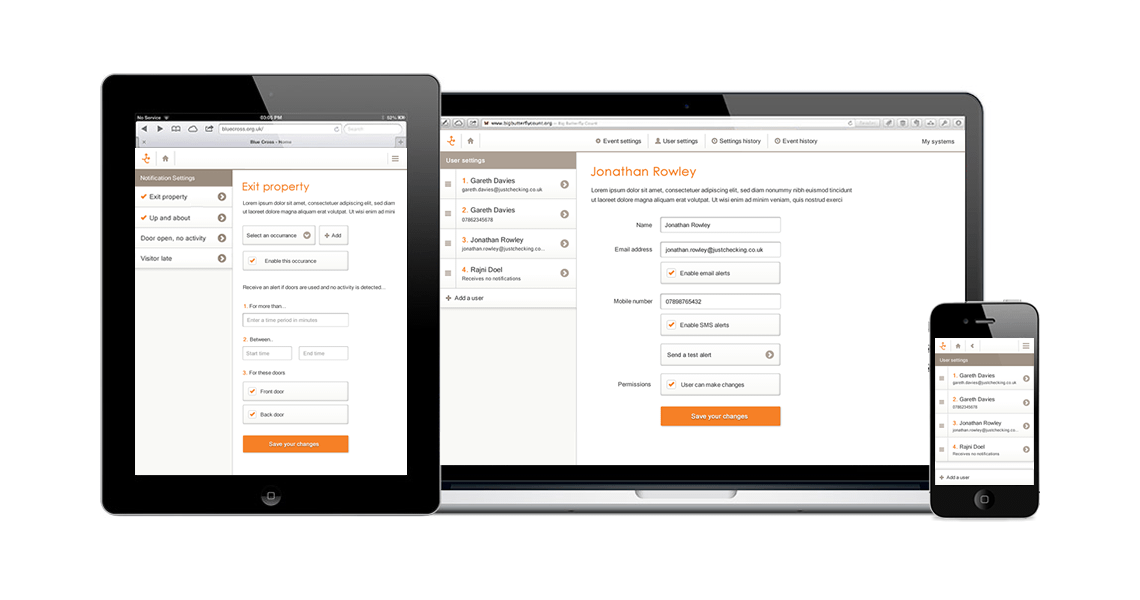 No Service
03:05 PM
52%
bluecross.org.uk/
Search
Blue Cross - Home
Notification Settings
Exit property
Up and about
Door open, no activity
Visitor late
Exit property
Lorem ipsum dolor sit amet, consectetuer adipiscing elit, sed
ut laoreet dolore magna aliquam erat volutpat. Ut wisi enim ad mini
Select an occurrance
Add
Enable this occurance
Receive an alert if doors are used and no activity is detected...
1. For more than...
Enter a time period in minutes
2. Between..
Start time
End time
3. For these doors
Front door
Back door
Save your changes
www.bigbutterflycount.org – Big Butterfly Count
Event settings
User settings
Settings history
Event history
My systems
User settings
1. Gareth Davies
gareth.davies@justchecking.co.uk
2. Gareth Davies
07862345678
3. Jonathan Rowley
jonathan.rowley@justchecking.co...
4. Rajni Doel
Receives no notifications
Add a user
Jonathan Rowley
Lorem ipsum dolor sit amet, consectetuer adipiscing elit, sed diam nonummy nibh euismod tincidunt
ut laoreet dolore magna aliquam erat volutpat. Ut wisi enim ad minim veniam, quis nostrud exerci
Name
Jonathan Rowley
Email address
jonathan.rowley@justchecking.co.uk
Enable email alerts
Mobile number
07898765432
Enable SMS alerts
Send a test alert
Permissions
User can make changes
Save your changes
User settings
1. Gareth Davies
gareth.davies@justchecking.co.uk
2. Gareth Davies
07862345678
3. Jonathan Rowley
jonathan.rowley@justchecking.co...
4. Rajni Doel
Receives no notifications
Add a user